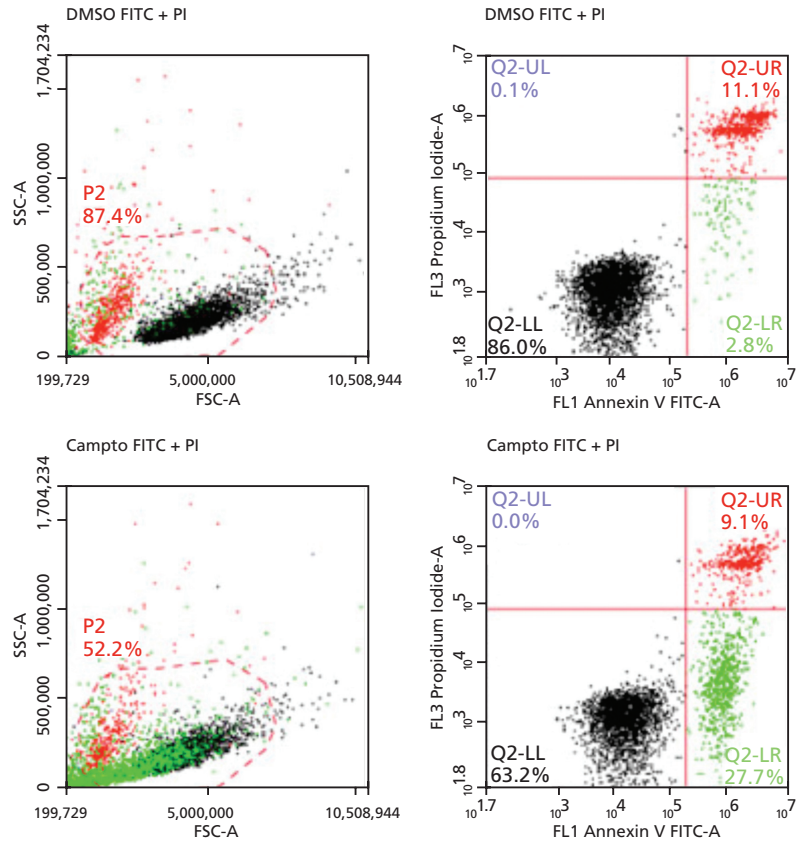 DMSO FITC + PI
SSC-A
1,704,234
1,000,000
500,000
0
P2
87.4%
199,729
5,000,000
10,508,944
FSC-A
DMSO FITC + PI
FL3 Propidium Iodide-A
10^7
10^6
10^5
10^4
10^3
10^1.8
Q2-UL
0.1%
Q2-UR
11.1%
Q2-LL
86.0%
Q2-LR
2.8%
10^1.7
10^3
10^4
10^5
10^6
10^7
FL1 Annexin V FITC-A
Campto FITC + PI
SSC-A
1,704,234
1,000,000
500,000
0
P2
52.2%
199,729
5,000,000
10,508,944
FSC-A
Campto FITC + PI
FL3 Propidium Iodide-A
10^7
10^6
10^5
10^4
10^3
10^1.8
Q2-UL
0.0%
Q2-UR
9.1%
Q2-LL
63.2%
Q2-LR
27.7%
10^1.7
10^3
10^4
10^5
10^6
10^7
FL1 Annexin V FITC-A